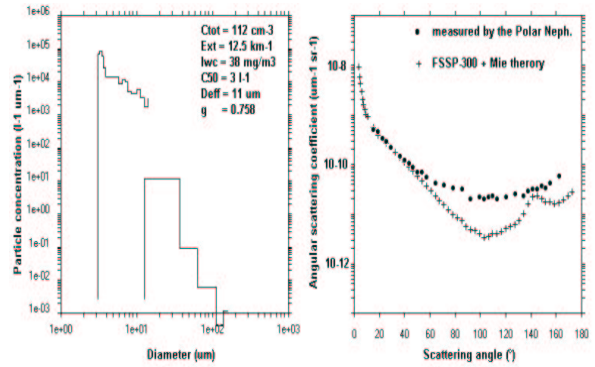 1e+06
1e+05
1e+04
1e+03
1e+02
1e+01
1e+00
1e-01
1e-02
1e-03
Particle concentration (l-1 um-1)
Ctot = 112 cm-3
Ext = 12.5 km-1
Iwc = 38 mg/m3
C50 = 3 l-1
Deff = 11 um
g = 0.758
1e+00 1e+01 1e+02 1e+03
Diameter (um)
Angular scattering coefficient (um-1 sr-1)
10-8
10-10
10-12
measured by the Polar Neph.
FSSP-300 + Mie therory
0 20 40 60 80 100 120 140 160 180
Scattering angle (°)